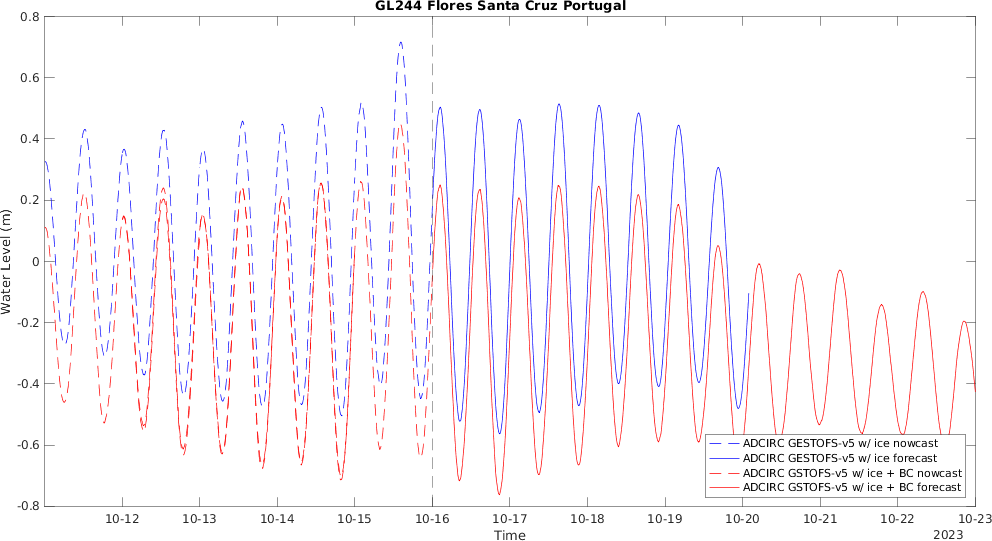 GL244 Flores Santa Cruz Portugal
0.8
0.6
0.4
0.2
0
-0.2
-0.4
-0.6
-0.8
Water Level (m)
10-12 10-13 10-14 10-15 10-16 10-17 10-18 10-19 10-20 10-21 10-22 10-23
Time
2023
ADCIRC GESTOFS-v5 w/ ice nowcast
ADCIRC GESTOFS-v5 w/ ice forecast
ADCIRC GSTOFS-v5 w/ ice + BC nowcast
ADCIRC GSTOFS-v5 w/ ice + BC forecast